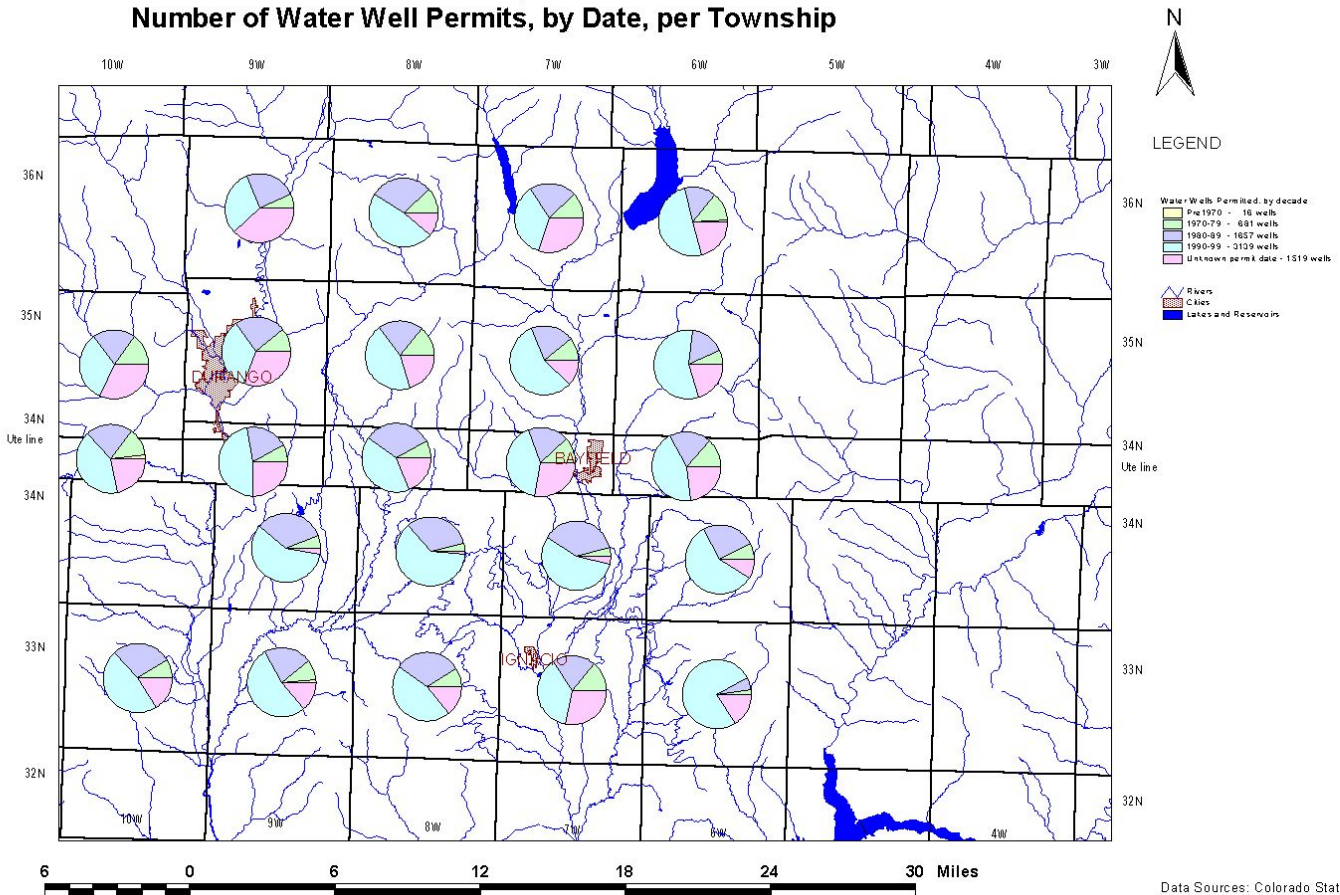 Number of Water Well Permits, by Date, per Township
N
10W 9W 8W 7W 6W 5W 4W 3W
LEGEND
36N
36N
Water Wells Permitted, by decade
Pre1970 - 16 wells
1970-79 - 681 wells
1980-89 - 1657 wells
1990-99 - 3139 wells
Unknown permit date - 1519 wells
Rivers
Cities
Lakes and Reservoirs
35N
35N
DURANGO
34N
Ute line
34N
Ute line
BAYFIELD
34N
34N
33N
IGNACIO
33N
32N
32N
10W 9W 8W 7W 6W 4W
6 0 6 12 18 24 30 Miles
Data Sources: Colorado Stat